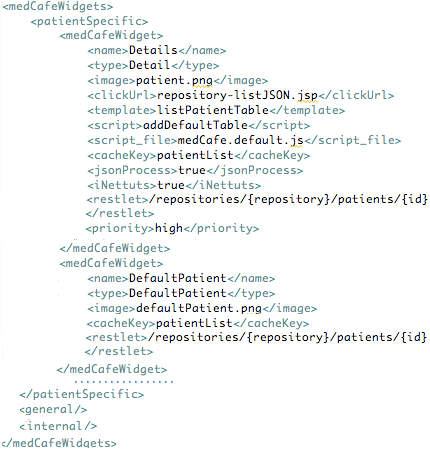 <medCafeWidgets>
<patientSpecific>
<medCafeWidget>
<name>Details</name>
<type>Detail</type>
<image>patient.png</image>
<clickUrl>repository-listJSON.jsp</clickUrl>
<template>listPatientTable</template>
<script>addDefaultTable</script>
<script_file>medCafe.default.js</script_file>
<cacheKey>patientList</cacheKey>
<jsonProcess>true</jsonProcess>
<iNettuts>true</iNettuts>
<restlet>/repositories/{repository}/patients/{id}
</restlet>
<priority>high</priority>
</medCafeWidget>
<medCafeWidget>
<name>DefaultPatient</name>
<type>DefaultPatient</type>
<image>defaultPatient.png</image>
<cacheKey>patientList</cacheKey>
<restlet>/repositories/{repository}/patients/{id}
</restlet>
</medCafeWidget>
.................
</patientSpecific>
<general/>
<internal/>
</medCafeWidgets>